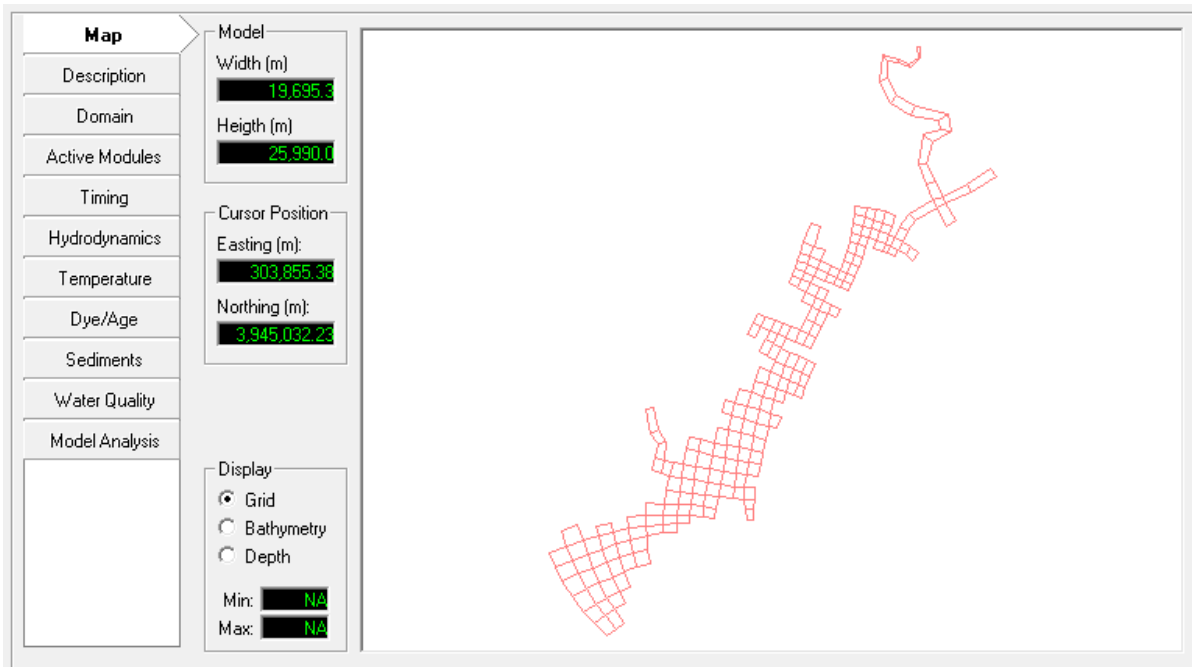 Map
Description
Domain
Active Modules
Timing
Hydrodynamics
Temperature
Dye/Age
Sediments
Water Quality
Model Analysis
Model
Width (m)
19,695.3
Heigth (m)
25,990.0
Cursor Position
Easting (m):
303,855.38
Northing (m):
3,945,032.23
Display
Grid
Bathymetry
Depth
Min: NA
Max: NA